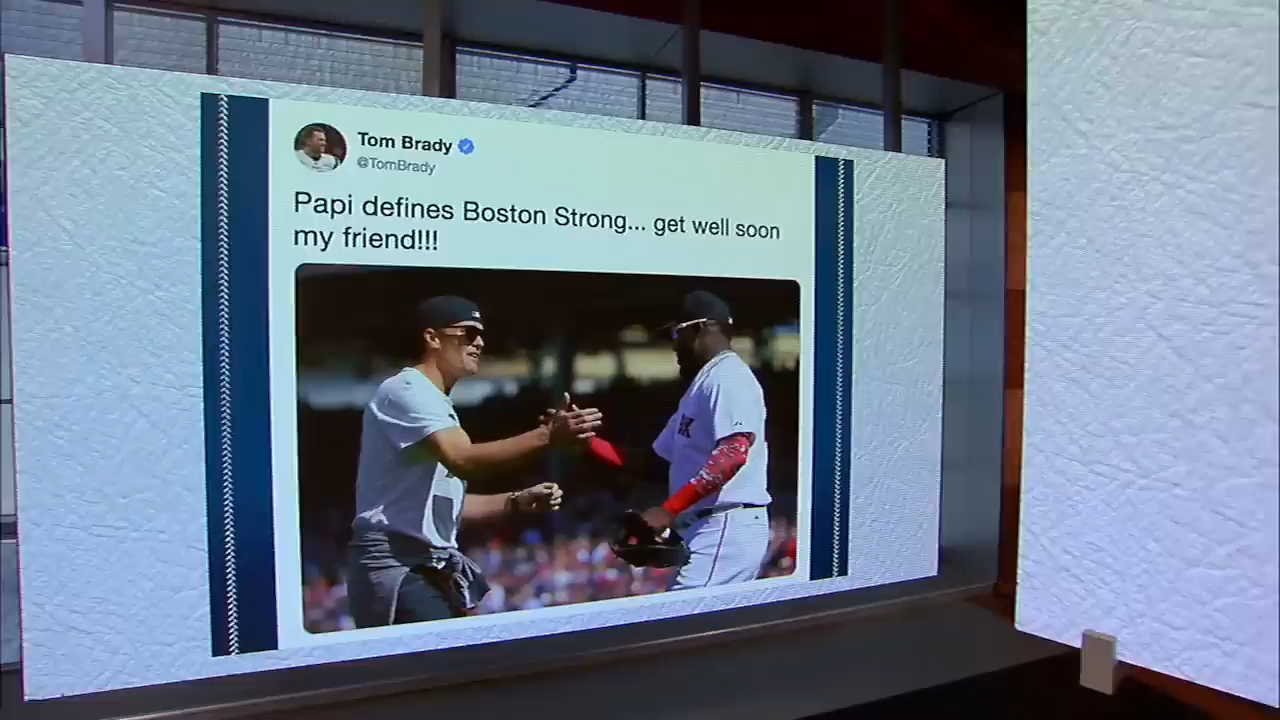 Tom Brady
@TomBrady
Papi defines Boston Strong... get well soon
my friend!!!